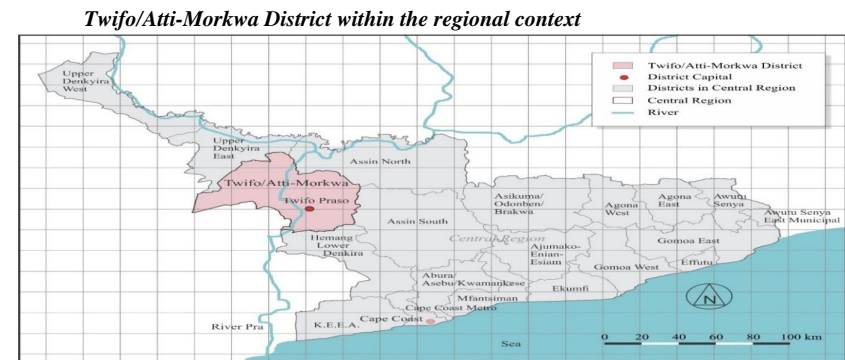 Twifo/Atti-Morkwa District within the regional context
Twifo/Atti-Morkwa District
District Capital
Districts in Central Region
Central Region
River
Upper
Denkyira
West
Upper
Denkyira
East
Assin North
Twifo/Atti-Morkwa
Twifo Praso
Asikuma/
Odonben/
Brakwa
Agona
West
Agona
East
Awutu
Senya
Awutu Senya
East Municipal
Assin South
Hemang
Lower
Denkira
Central Region
Ajumako-
Enian-
Esiam
Gomoa East
Gomoa West
Effutu
Abura/
Asebu/Kwamankese
Mfantsiman
Ekumfi
Cape Coast Metro
Cape Coast
River Pra
K.E.E.A.
Sea
N
0 20 40 60 80 100 km